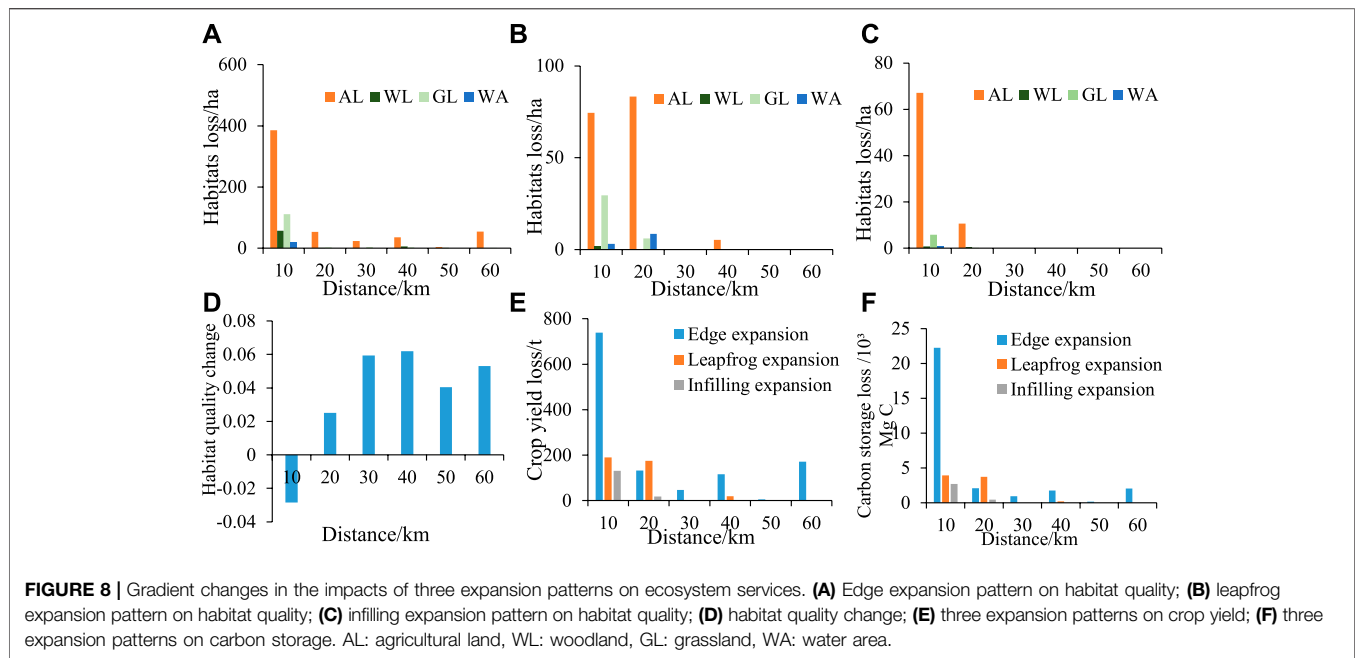 A
Habitats loss/ha
600
400
200
0
AL WL GL WA
10 20 30 40 50 60
Distance/km
B
Habitats loss/ha
100
50
0
AL WL GL WA
10 20 30 40 50 60
Distance/km
C
Habitats loss/ha
80
60
40
20
0
AL WL GL WA
10 20 30 40 50 60
Distance/km
D
Habitat quality change
0.08
0.06
0.04
0.02
0
-0.02
-0.04
10 20 30 40 50 60
Distance/km
E
Crop yield loss/t
800
600
400
200
0
Edge expansion
Leapfrog expansion
Infilling expansion
10 20 30 40 50 60
Distance/km
F
Carbon storage loss /10³
Mg C
25
20
15
10
5
0
Edge expansion
Leapfrog expansion
Infilling expansion
10 20 30 40 50 60
Distance/km
FIGURE 8 | Gradient changes in the impacts of three expansion patterns on ecosystem services. (A) Edge expansion pattern on habitat quality; (B) leapfrog
expansion pattern on habitat quality; (C) infilling expansion pattern on habitat quality; (D) habitat quality change; (E) three expansion patterns on crop yield; (F) three
expansion patterns on carbon storage. AL: agricultural land, WL: woodland, GL: grassland, WA: water area.